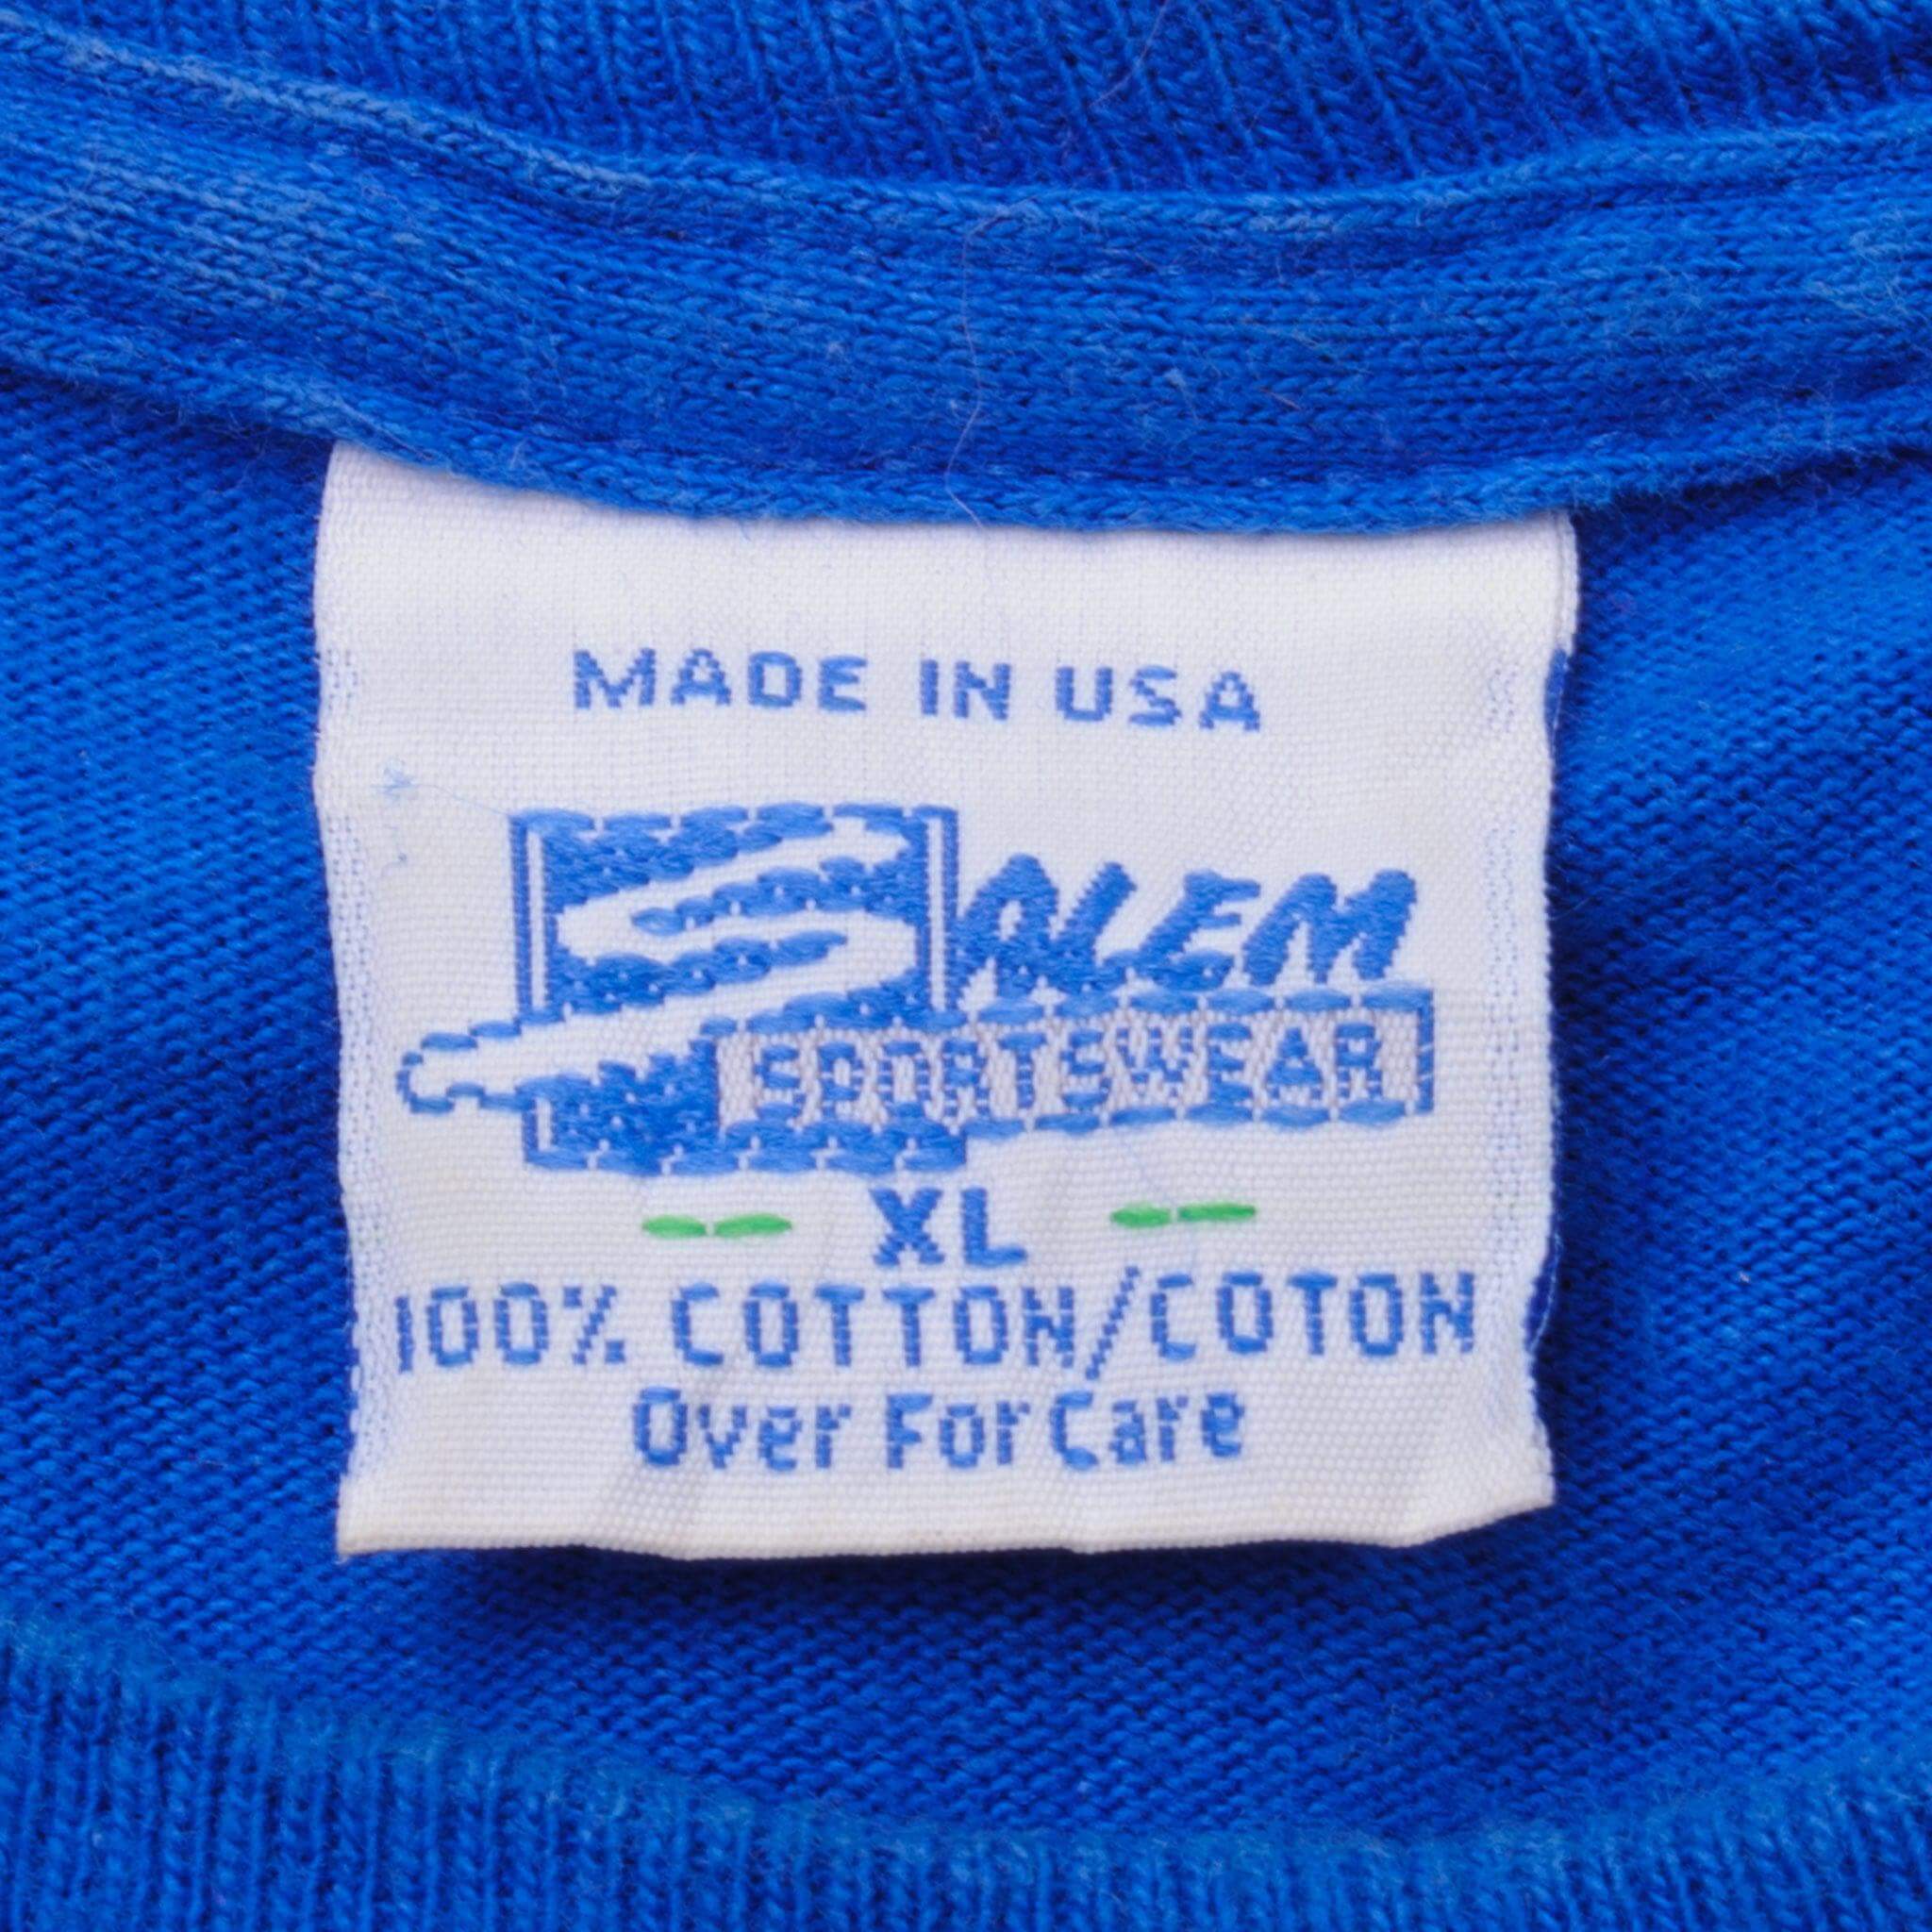 MADE IN USA
SALEM
SPORTSWEAR
XL
100% COTTON/COTON
Over For Care